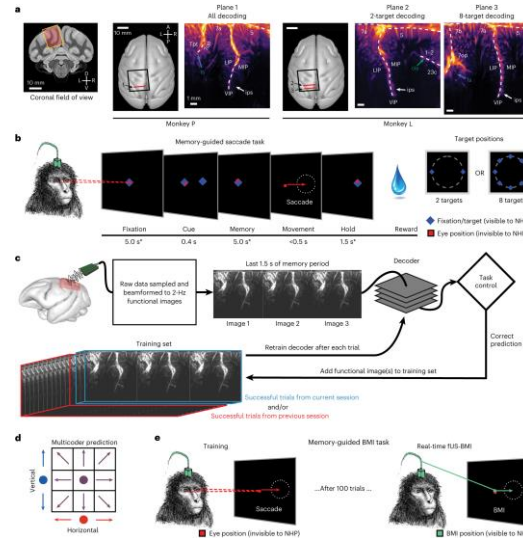 a
Plane 1
All decoding
Plane 2
2-target decoding
Plane 3
8-target decoding
10 mm
Coronal field of view
10 mm
LIP
MIP
VIP
ips
1 mm
Monkey P
LIP
MIP
VIP
ips
LIP
MIP
VIP
Monkey L
b
Memory-guided saccade task
Target positions
Saccade
2 targets
OR
8 targets
Fixation
Cue
Memory
Movement
Hold
Reward
5.0 s*
0.4 s
5.0 s*
<0.5 s
1.5 s*
Fixation/target (visible to NH
Eye position (invisible to NH
c
Raw data sampled and
beamformed to 2-Hz
functional images
Last 1.5 s of memory period
Image 1
Image 2
Image 3
Decoder
Task
control
Correct
prediction
Retrain decoder after each trial
Add functional image(s) to training set
Training set
Successful trials from current session
and/or
Successful trials from previous session
d
Multicoder prediction
Vertical
Horizontal
e
Memory-guided BMI task
Training
Saccade
...After 100 trials ...
Real-time fUS-BMI
BMI
Eye position (invisible to NHP)
BMI position (visible to N